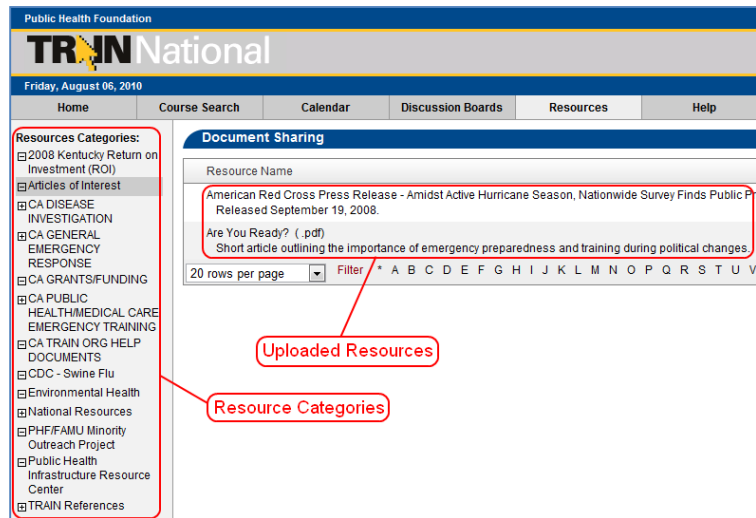 Public Health Foundation
TRAIN National
Friday, August 06, 2010
Home Course Search Calendar Discussion Boards Resources Help
Resources Categories:
2008 Kentucky Return on
Investment (ROI)
Articles of Interest
CA DISEASE
INVESTIGATION
CA GENERAL
EMERGENCY
RESPONSE
CA GRANTS/FUNDING
CA PUBLIC
HEALTH/MEDICAL CARE
EMERGENCY TRAINING
CA TRAIN ORG HELP
DOCUMENTS
CDC - Swine Flu
Environmental Health
National Resources
PHF/FAMU Minority
Outreach Project
Public Health
Infrastructure Resource
Center
TRAIN References
Document Sharing
Resource Name
American Red Cross Press Release - Amidst Active Hurricane Season, Nationwide Survey Finds Public Pr
Released September 19, 2008.
Are You Ready? (.pdf)
Short article outlining the importance of emergency preparedness and training during political changes.
20 rows per page Filter * A B C D E F G H I J K L M N O P Q R S T U V
Uploaded Resources
Resource Categories